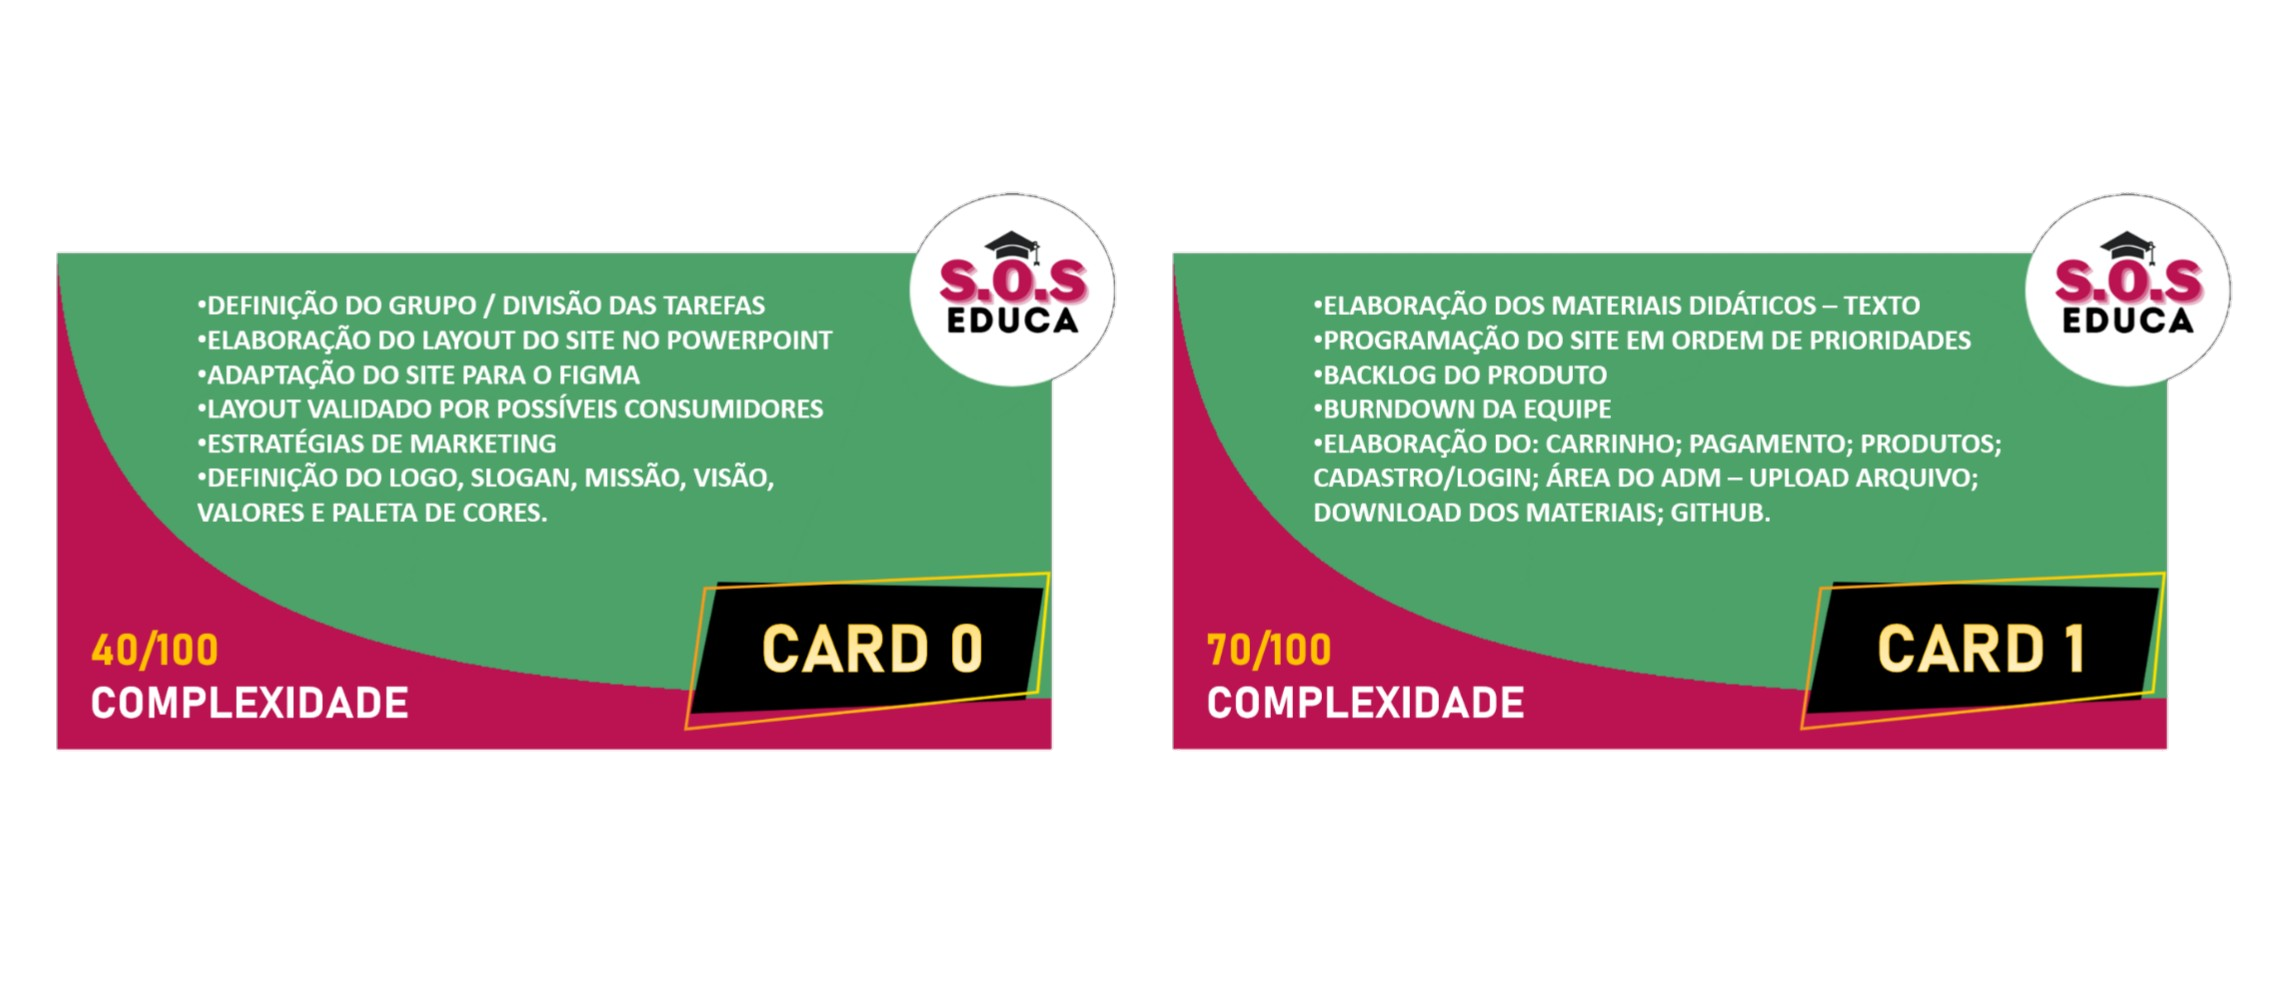 S.O.S
EDUCA
•DEFINIÇÃO DO GRUPO / DIVISÃO DAS TAREFAS
•ELABORAÇÃO DO LAYOUT DO SITE NO POWERPOINT
•ADAPTAÇÃO DO SITE PARA O FIGMA
•LAYOUT VALIDADO POR POSSÍVEIS CONSUMIDORES
•ESTRATÉGIAS DE MARKETING
•DEFINIÇÃO DO LOGO, SLOGAN, MISSÃO, VISÃO,
VALORES E PALETA DE CORES.
40/100
COMPLEXIDADE
CARD 0
S.O.S
EDUCA
•ELABORAÇÃO DOS MATERIAIS DIDÁTICOS – TEXTO
•PROGRAMAÇÃO DO SITE EM ORDEM DE PRIORIDADES
•BACKLOG DO PRODUTO
•BURNDOWN DA EQUIPE
•ELABORAÇÃO DO: CARRINHO; PAGAMENTO; PRODUTOS;
CADASTRO/LOGIN; ÁREA DO ADM – UPLOAD ARQUIVO;
DOWNLOAD DOS MATERIAIS; GITHUB.
70/100
COMPLEXIDADE
CARD 1